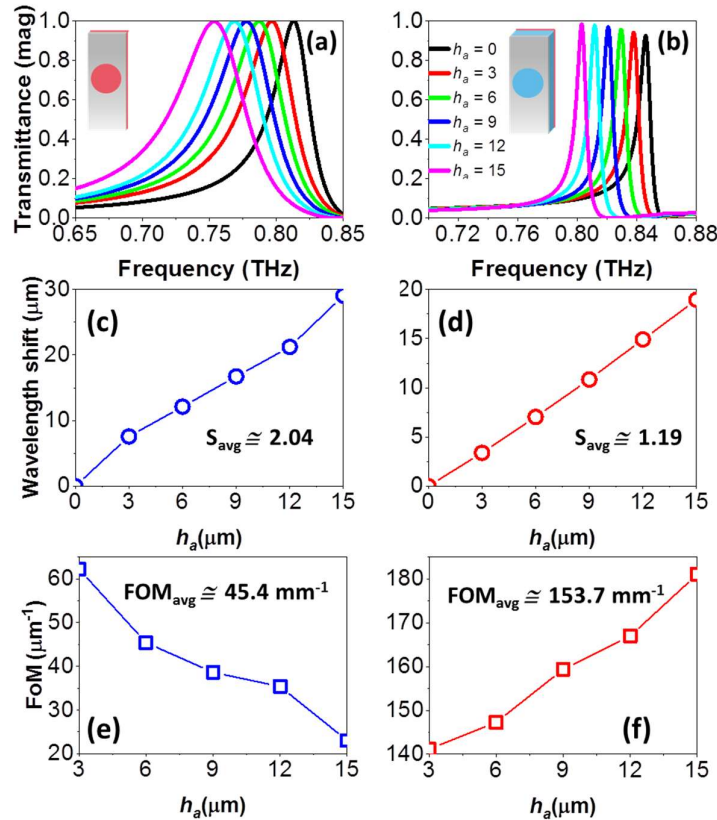 Transmittance (mag)
1.0
0.8
0.6
0.4
0.2
0.0
(a)
0.65 0.70 0.75 0.80 0.85
Frequency (THz)
1.0
0.8
0.6
0.4
0.2
0.0
(b)
hₐ = 0
hₐ = 3
hₐ = 6
hₐ = 9
hₐ = 12
hₐ = 15
0.72 0.76 0.80 0.84 0.88
Frequency (THz)
Wavelength shift (μm)
30
20
10
0
(c)
S_avg ≅ 2.04
0 3 6 9 12 15
hₐ(μm)
20
15
10
5
0
(d)
S_avg ≅ 1.19
0 3 6 9 12 15
hₐ(μm)
FoM (μm⁻¹)
60
50
40
30
20
FOM_avg ≅ 45.4 mm⁻¹
(e)
3 6 9 12 15
hₐ(μm)
180
170
160
150
140
FOM_avg ≅ 153.7 mm⁻¹
(f)
3 6 9 12 15
hₐ(μm)